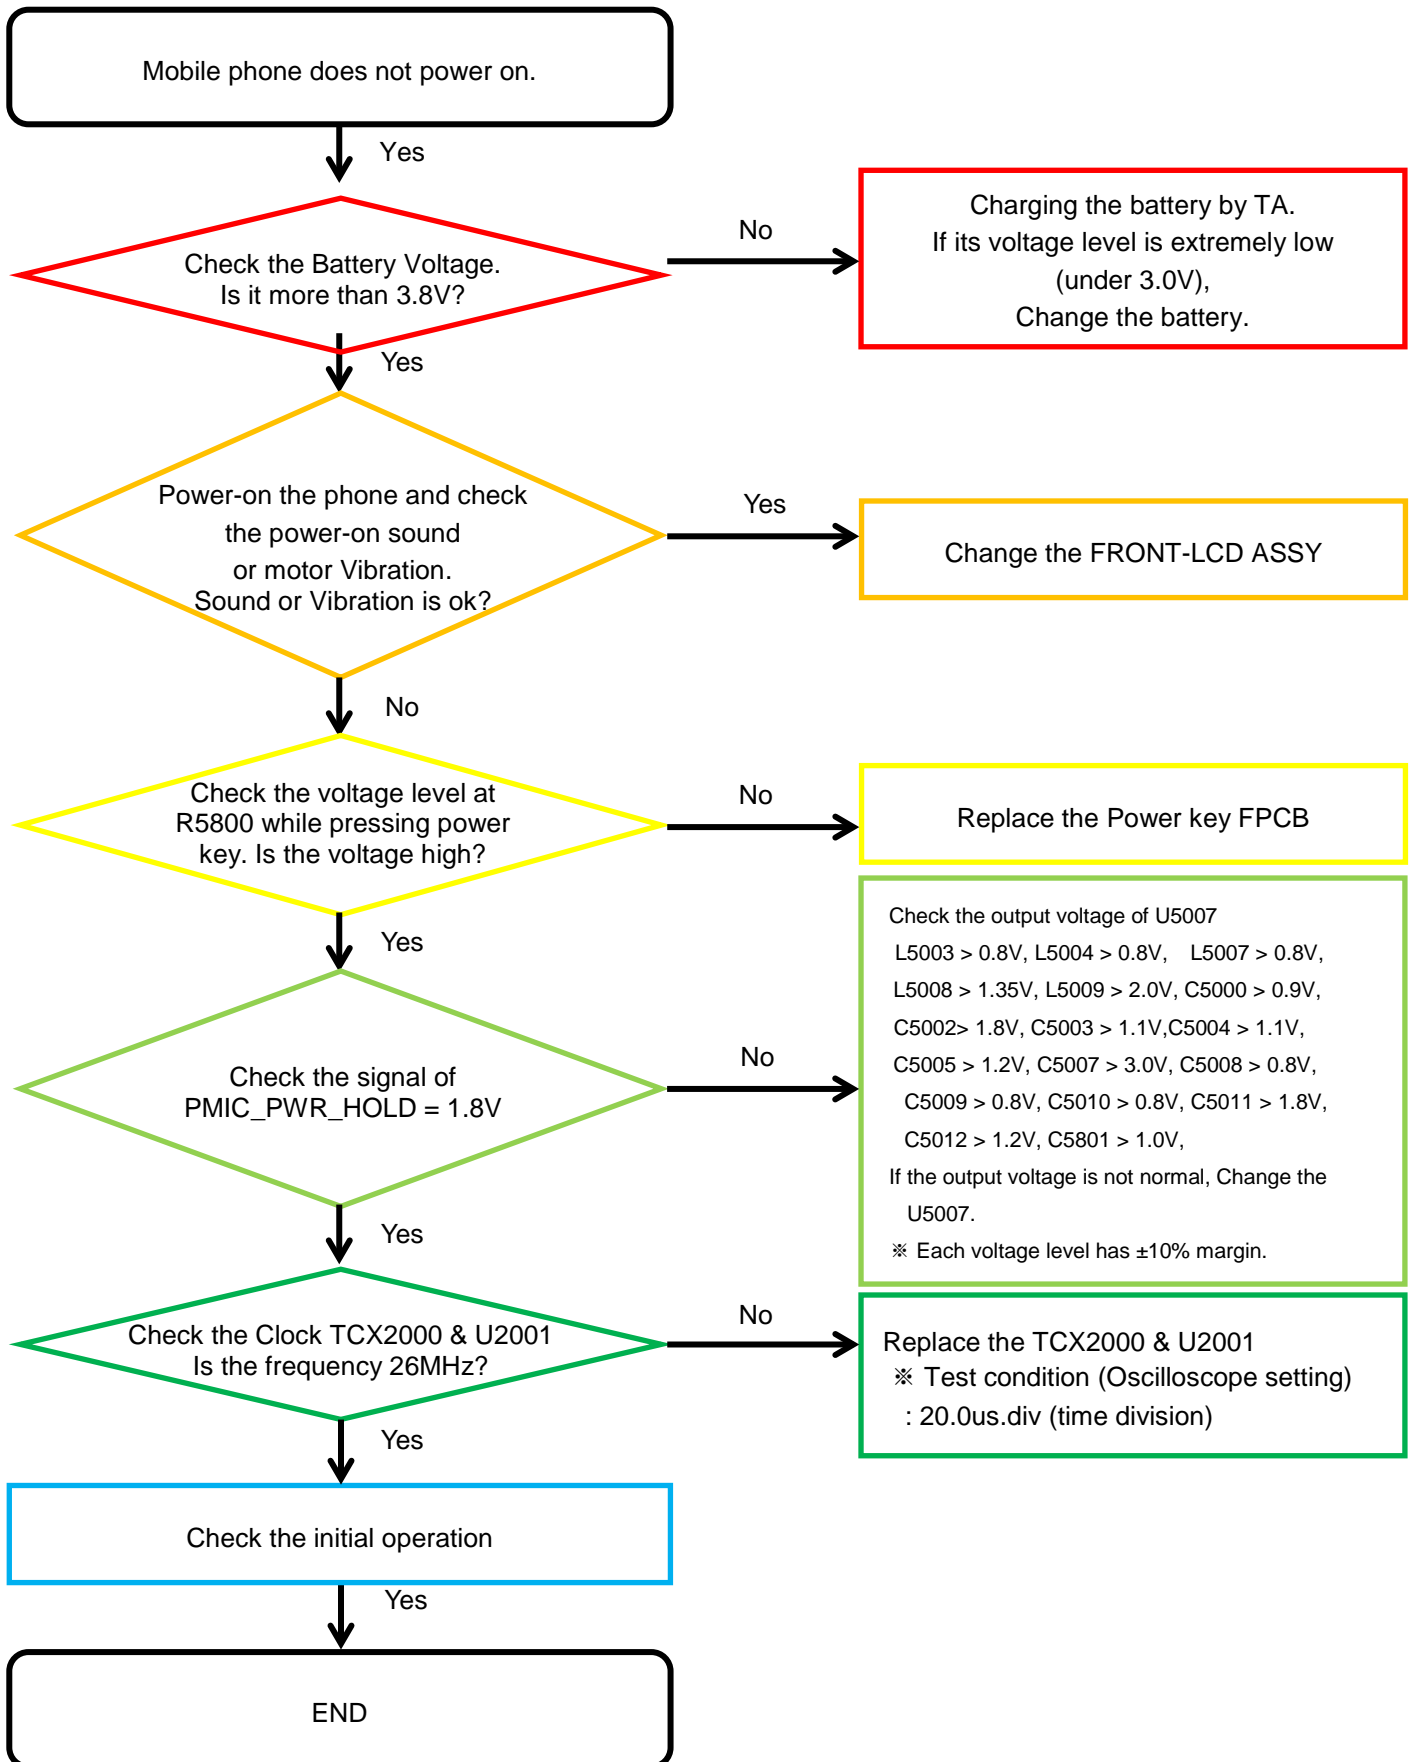 Mobile phone does not power on.
Yes
Check the Battery Voltage.
Is it more than 3.8V?
No
Charging the battery by TA.
If its voltage level is extremely low
(under 3.0V),
Change the battery.
Yes
Power-on the phone and check
the power-on sound
or motor Vibration.
Sound or Vibration is ok?
Yes
Change the FRONT-LCD ASSY
No
Check the voltage level at
R5800 while pressing power
key. Is the voltage high?
No
Replace the Power key FPCB
Yes
Check the signal of
PMIC_PWR_HOLD = 1.8V
No
Check the output voltage of U5007
L5003 > 0.8V, L5004 > 0.8V, L5007 > 0.8V,
L5008 > 1.35V, L5009 > 2.0V, C5000 > 0.9V,
C5002> 1.8V, C5003 > 1.1V,C5004 > 1.1V,
C5005 > 1.2V, C5007 > 3.0V, C5008 > 0.8V,
C5009 > 0.8V, C5010 > 0.8V, C5011 > 1.8V,
C5012 > 1.2V, C5801 > 1.0V,
If the output voltage is not normal, Change the
U5007.
※ Each voltage level has ±10% margin.
Yes
Check the Clock TCX2000 & U2001
Is the frequency 26MHz?
No
Replace the TCX2000 & U2001
※ Test condition (Oscilloscope setting)
: 20.0us.div (time division)
Yes
Check the initial operation
Yes
END